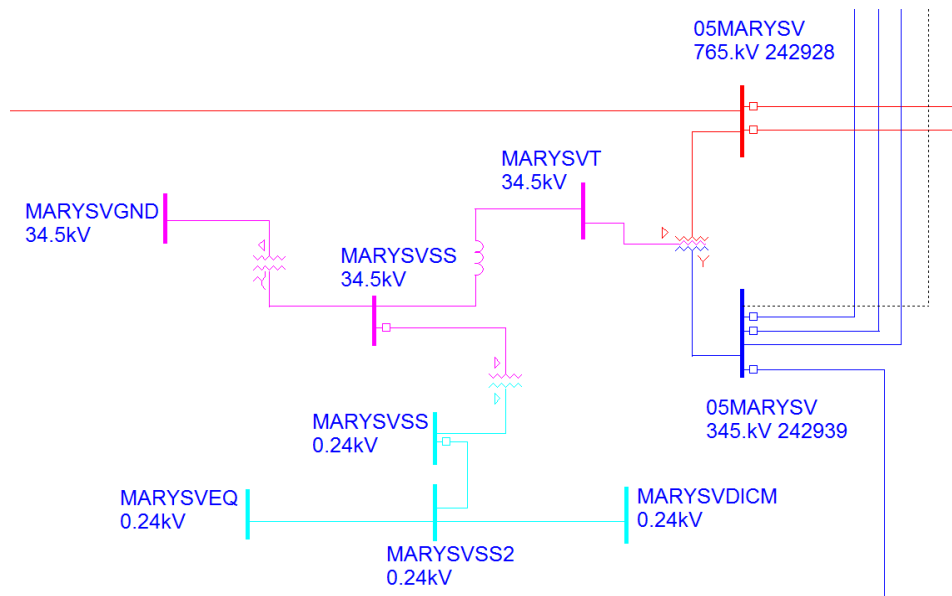 05MARYSV
765.kV 242928
MARYSVT
34.5kV
MARYSVGND
34.5kV
MARYSVSS
34.5kV
05MARYSV
345.kV 242939
MARYSVSS
0.24kV
MARYSVEQ
0.24kV
MARYSVDICM
0.24kV
MARYSVSS2
0.24kV